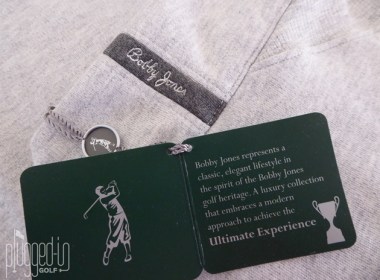 Bobby Jones
Bobby Jones represents a
classic, elegant lifestyle in
the spirit of the Bobby Jones
golf heritage. A luxury collection
that embraces a modern
approach to achieve the
Ultimate Experience
plugged-in
GOLF